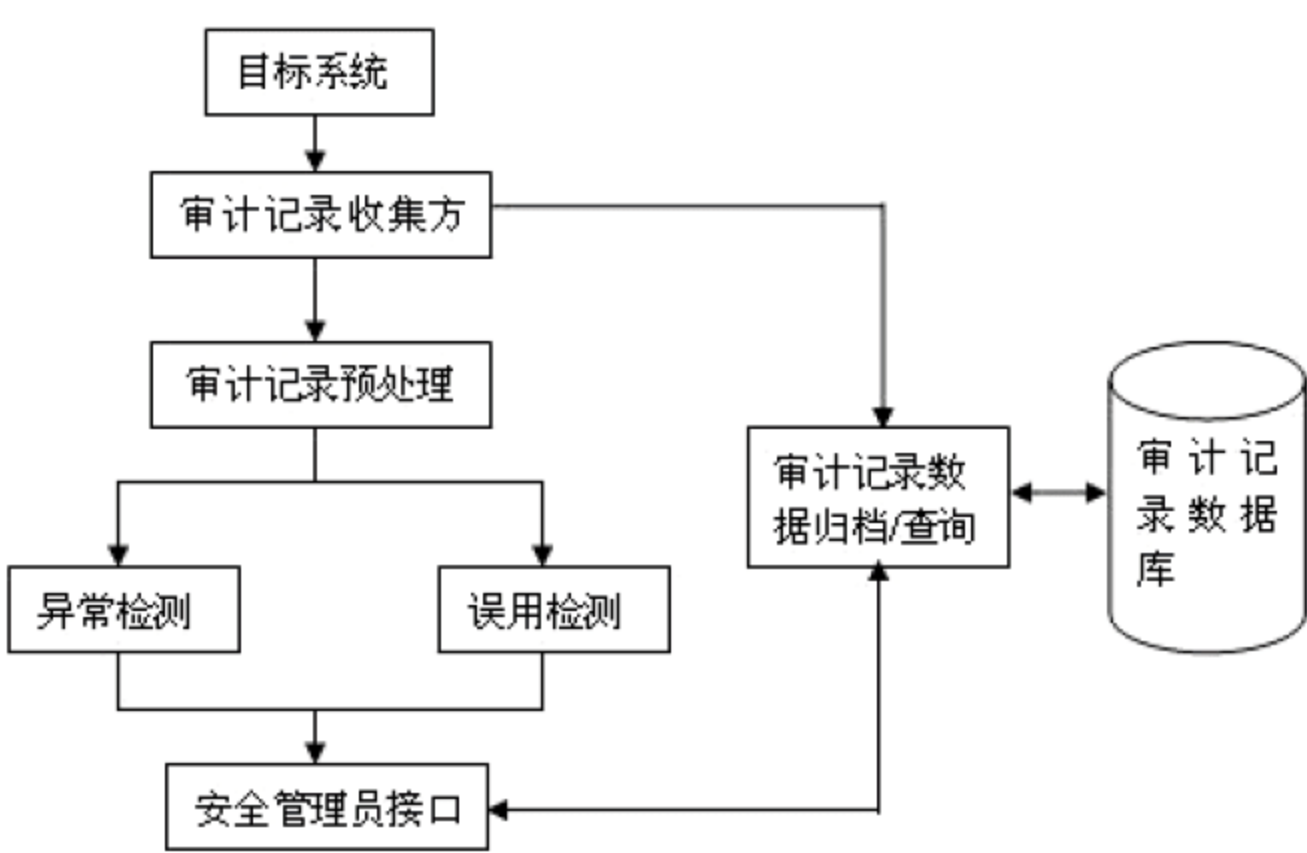 目标系统
审计记录收集方
审计记录预处理
异常检测
误用检测
安全管理员接口
审计记录数
据归档/查询
审计记
录数据
库